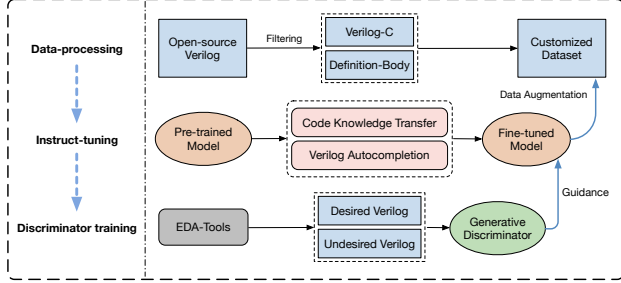 Data-processing
Open-source
Verilog
Filtering
Verilog-C
Definition-Body
Customized
Dataset
Data Augmentation
Instruct-tuning
Pre-trained
Model
Code Knowledge Transfer
Verilog Autocompletion
Fine-tuned
Model
Guidance
Discriminator training
EDA-Tools
Desired Verilog
Undesired Verilog
Generative
Discriminator